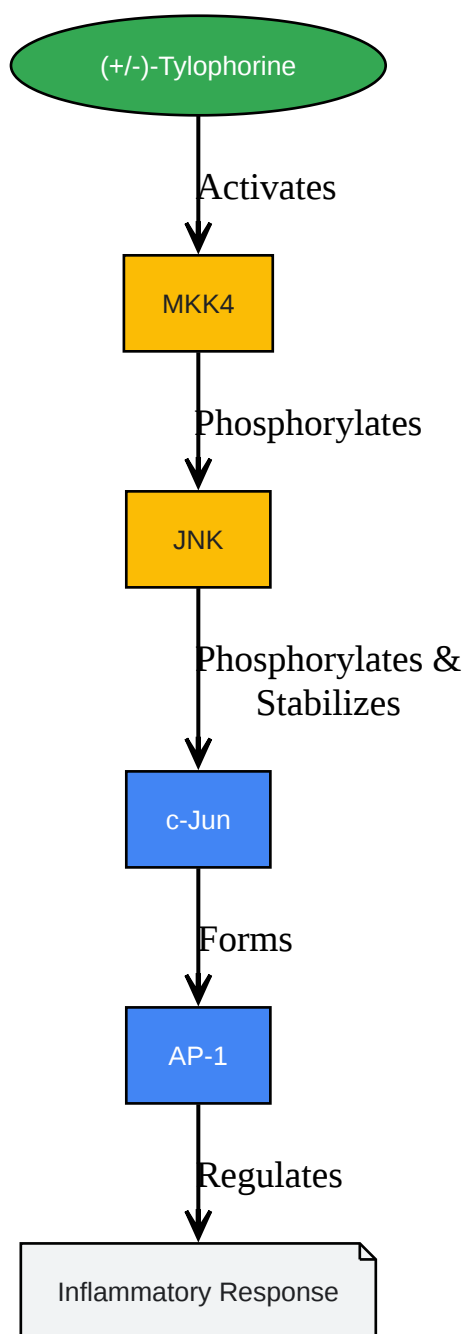 (+/-)-Tylophorine
Activates
MKK4
Phosphorylates
JNK
Phosphorylates &
Stabilizes
c-Jun
Forms
AP-1
Regulates
Inflammatory Response